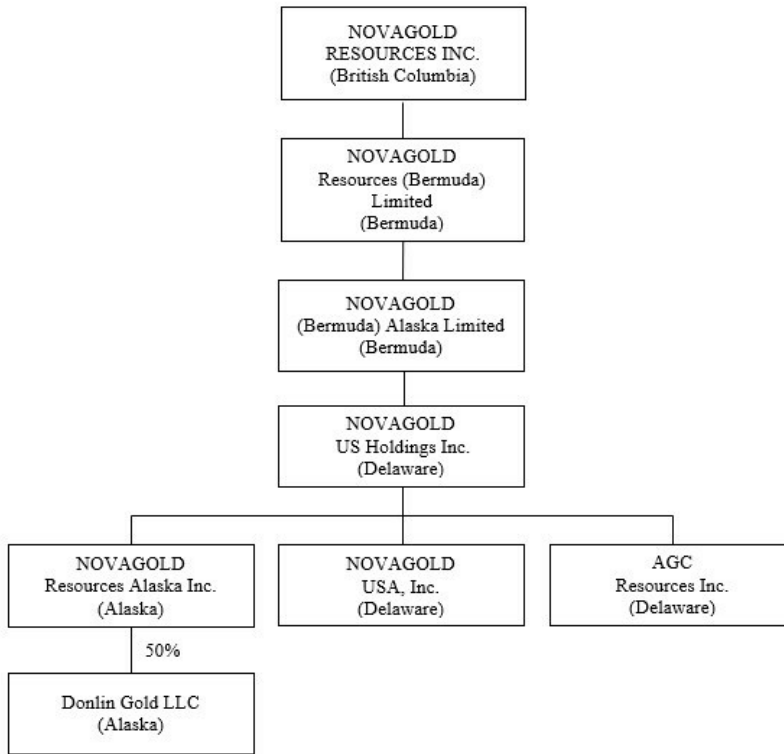 NOVAGOLD
RESOURCES INC.
(British Columbia)
NOVAGOLD
Resources (Bermuda)
Limited
(Bermuda)
NOVAGOLD
(Bermuda) Alaska Limited
(Bermuda)
NOVAGOLD
US Holdings Inc.
(Delaware)
NOVAGOLD
Resources Alaska Inc.
(Alaska)
NOVAGOLD
USA, Inc.
(Delaware)
AGC
Resources Inc.
(Delaware)
50%
Donlin Gold LLC
(Alaska)